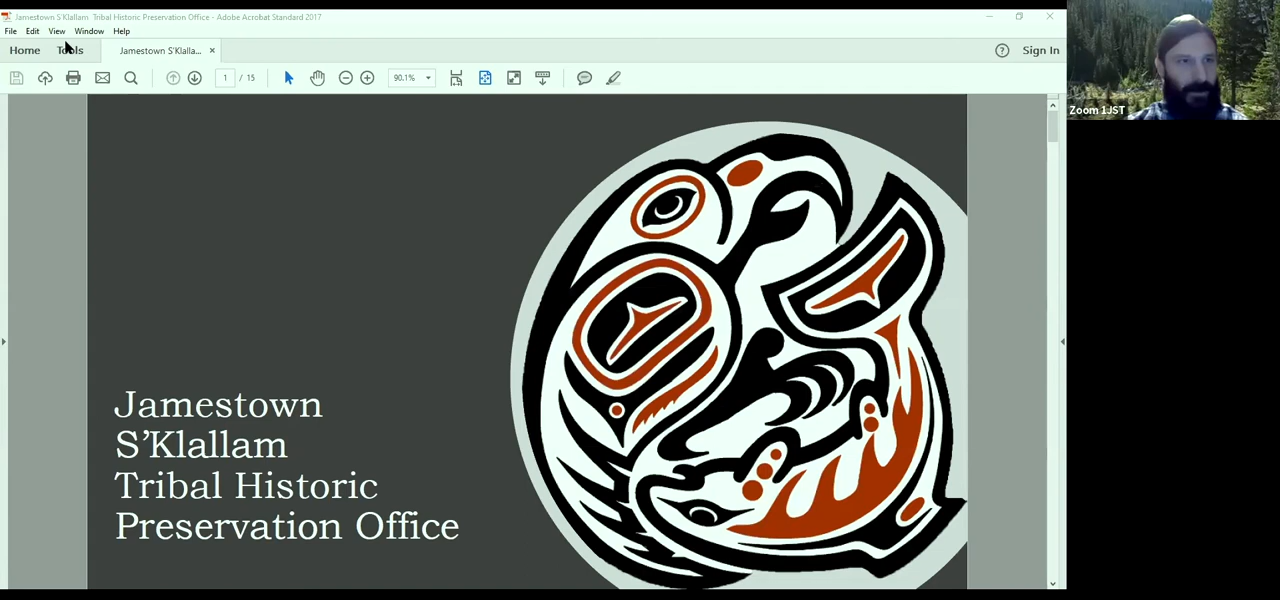 Jamestown S'Klallam  Tribal Historic Preservation Office - Adobe Acrobat Standard 2017
File Edit View Window Help
Home Tools Jamestown S'Klalla... Sign In
1 / 15 90.1%
Zoom 1JST
Jamestown
S'Klallam
Tribal Historic
Preservation Office